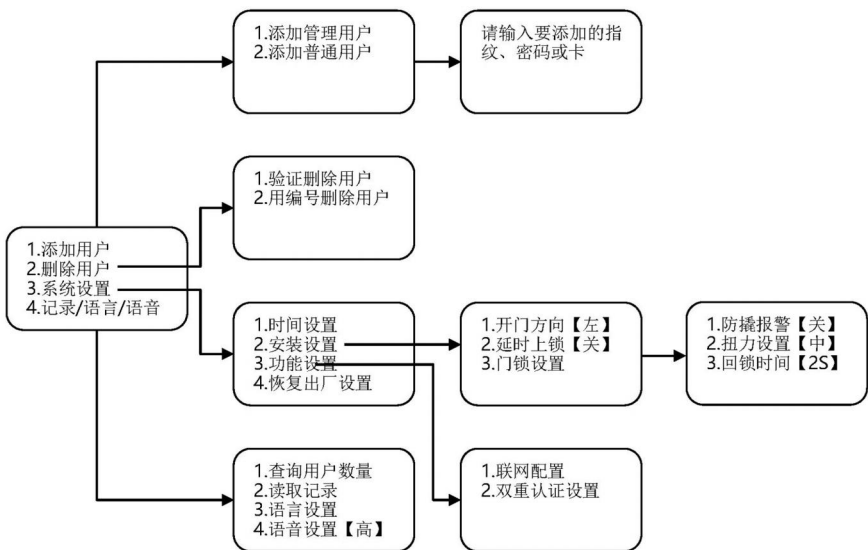 1.添加管理用户
2.添加普通用户
请输入要添加的指
纹、密码或卡
1.验证删除用户
2.用编号删除用户
1.添加用户
2.删除用户
3.系统设置
4.记录/语言/语音
1.时间设置
2.安装设置
3.功能设置
4.恢复出厂设置
1.开门方向【左】
2.延时上锁【关】
3.门锁设置
1.防撬报警【关】
2.扭力设置【中】
3.回锁时间【2S】
1.查询用户数量
2.读取记录
3.语言设置
4.语音设置【高】
1.联网配置
2.双重认证设置